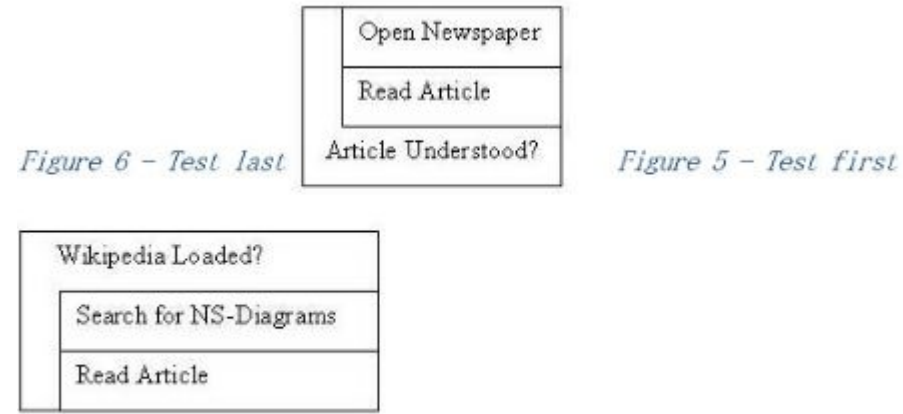 Open Newspaper
Read Article
Figure 6 - Test last
Article Understood?
Figure 5 - Test first
Wikipedia Loaded?
Search for NS-Diagrams
Read Article